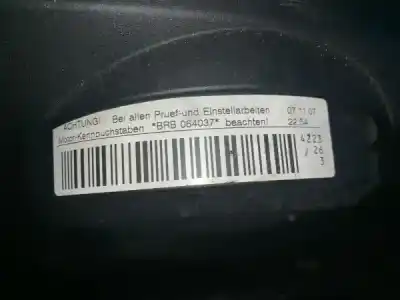 ACHTUNG! Bei allen Pruef-und Einstellarbeiten 07 11 07
Motor-Kennbuchstaben *BRB 064037* beachten! 22.54
4223
/ 26
3